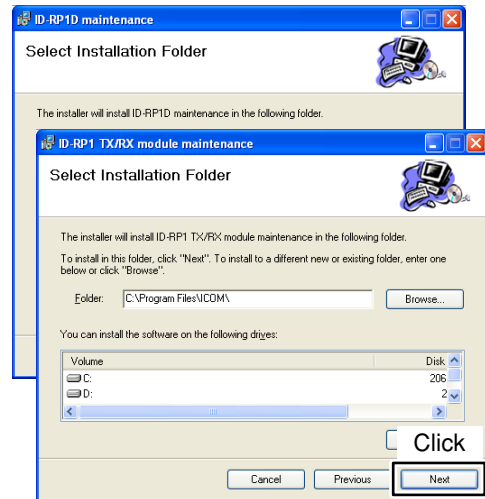 ID-RP1D maintenance
Select Installation Folder
The installer will install ID-RP1D maintenance in the following folder.
ID-RP1 TX/RX module maintenance
Select Installation Folder
The installer will install ID-RP1 TX/RX module maintenance in the following folder.
To install in this folder, click "Next". To install to a different new or existing folder, enter one
below or click "Browse".
Folder: C:\Program Files\ICOM\ Browse...
You can install the software on the following drives:
Volume Disk
C: 206
D: 2
Click
Cancel Previous Next